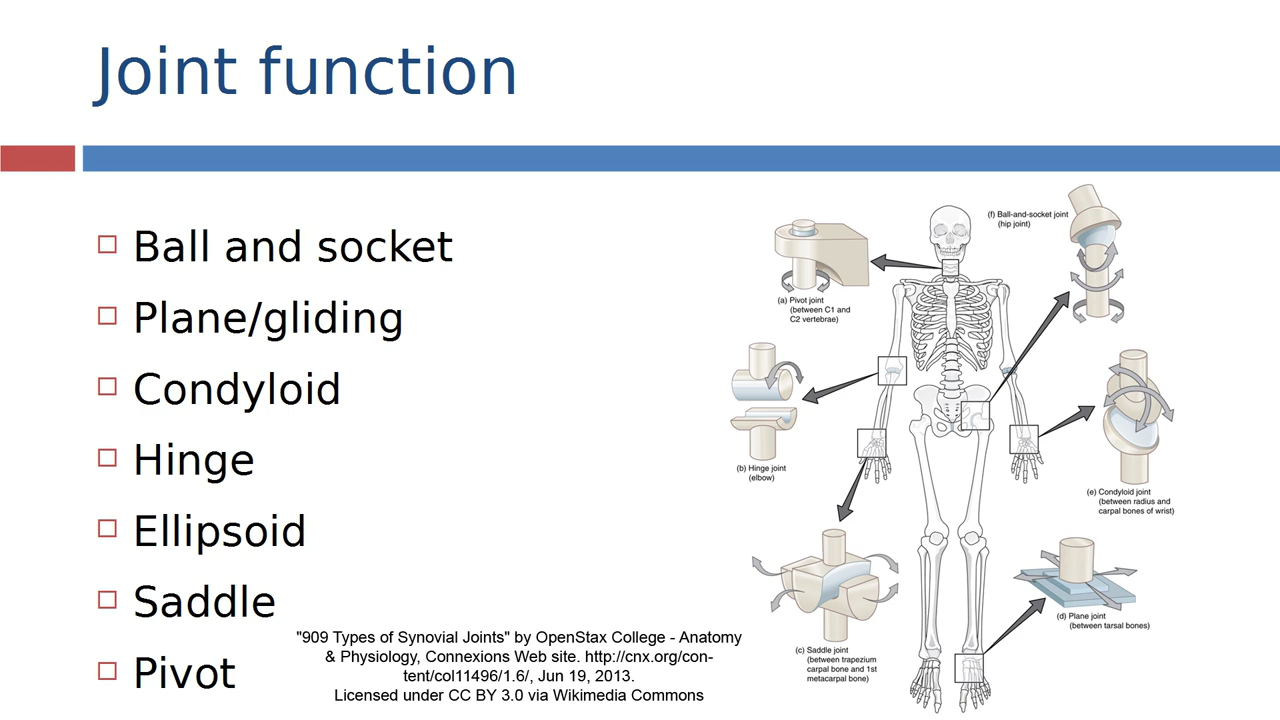 Joint function
Ball and socket
Plane/gliding
Condyloid
Hinge
Ellipsoid
Saddle
Pivot
"909 Types of Synovial Joints" by OpenStax College - Anatomy
& Physiology, Connexions Web site. http://cnx.org/con-
tent/col11496/1.6/, Jun 19, 2013.
Licensed under CC BY 3.0 via Wikimedia Commons
(a) Pivot joint
(between C1 and
C2 vertebrae)
(f) Ball-and-socket joint
(hip joint)
(b) Hinge joint
(elbow)
(e) Condyloid joint
(between radius and
carpal bones of wrist)
(c) Saddle joint
(between trapezium
carpal bone and 1st
metacarpal bone)
(d) Plane joint
(between tarsal bones)